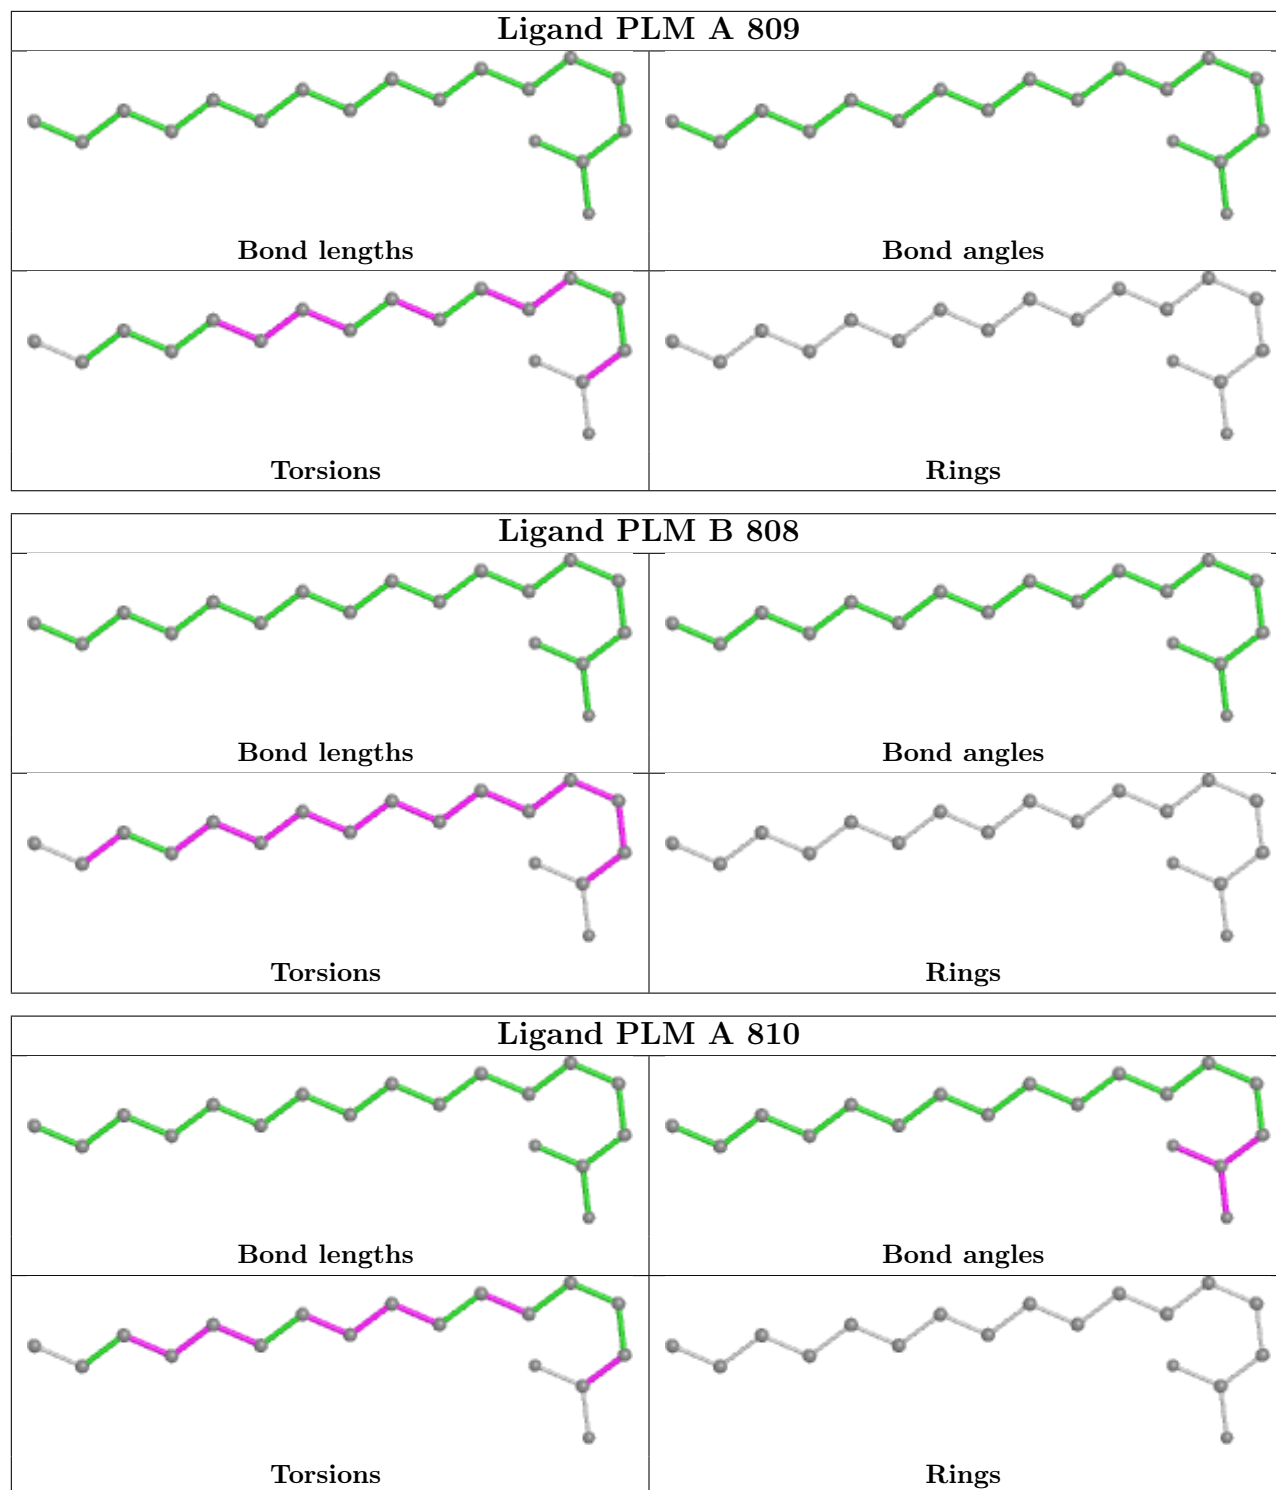 Ligand PLM A 809
Bond lengths
Bond angles
Torsions
Rings
Ligand PLM B 808
Bond lengths
Bond angles
Torsions
Rings
Ligand PLM A 810
Bond lengths
Bond angles
Torsions
Rings